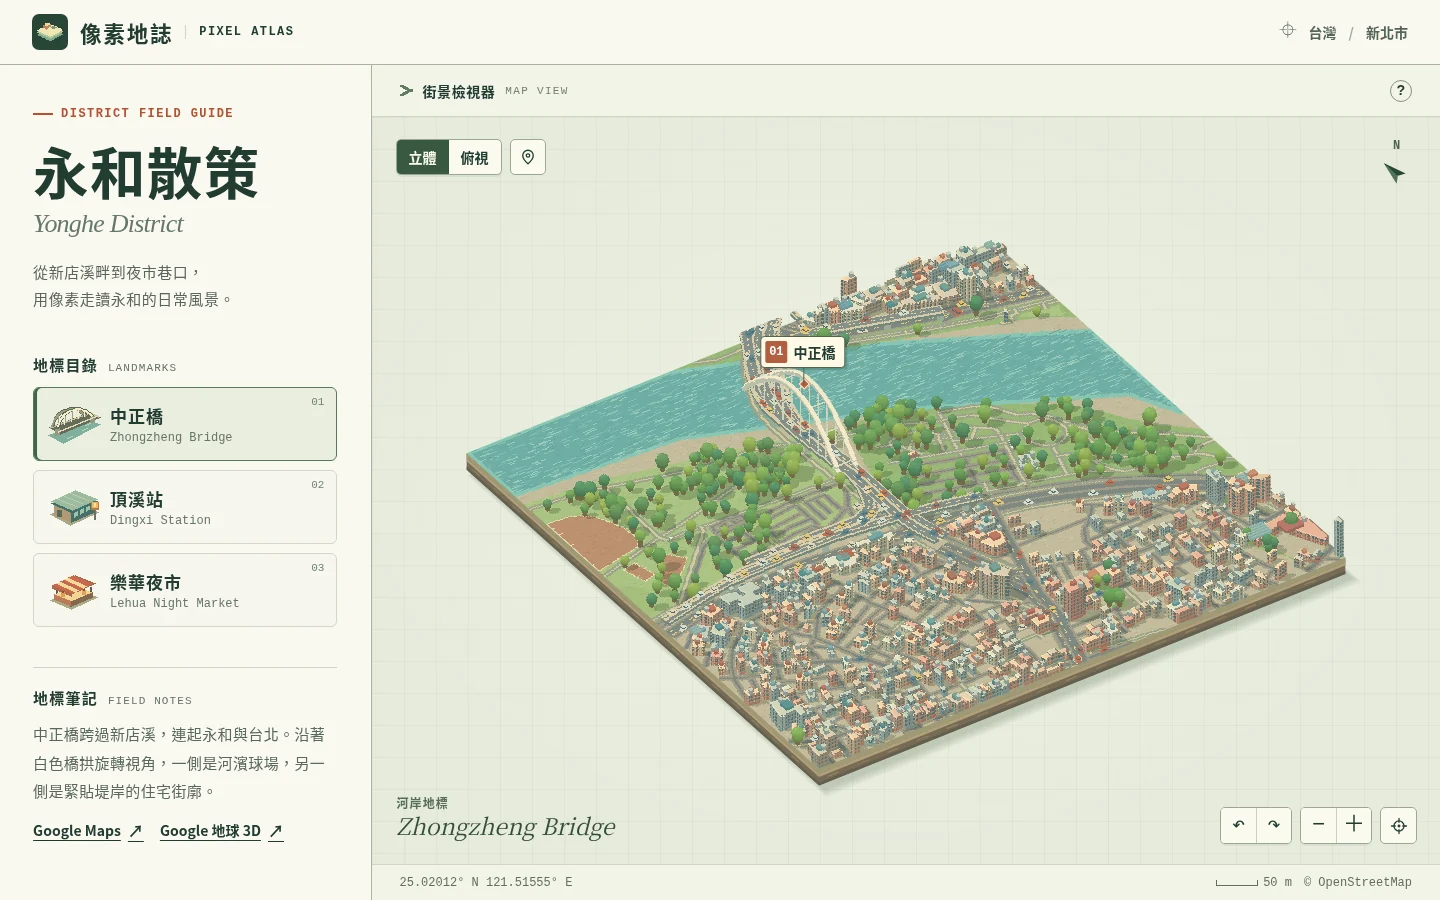 像素地誌 PIXEL ATLAS
台灣 / 新北市
DISTRICT FIELD GUIDE
永和散策
Yonghe District
從新店溪畔到夜市巷口，
用像素走讀永和的日常風景。
地標目錄 LANDMARKS
01
中正橋
Zhongzheng Bridge
02
頂溪站
Dingxi Station
03
樂華夜市
Lehua Night Market
地標筆記 FIELD NOTES
中正橋跨過新店溪，連起永和與台北。沿著
白色橋拱旋轉視角，一側是河濱球場，另一
側是緊貼堤岸的住宅街廓。
Google Maps ↗ Google 地球 3D ↗
街景檢視器 MAP VIEW
?
立體 俯視
N
01 中正橋
河岸地標
Zhongzheng Bridge
↶ ↷ − +
25.02012° N 121.51555° E
50 m © OpenStreetMap